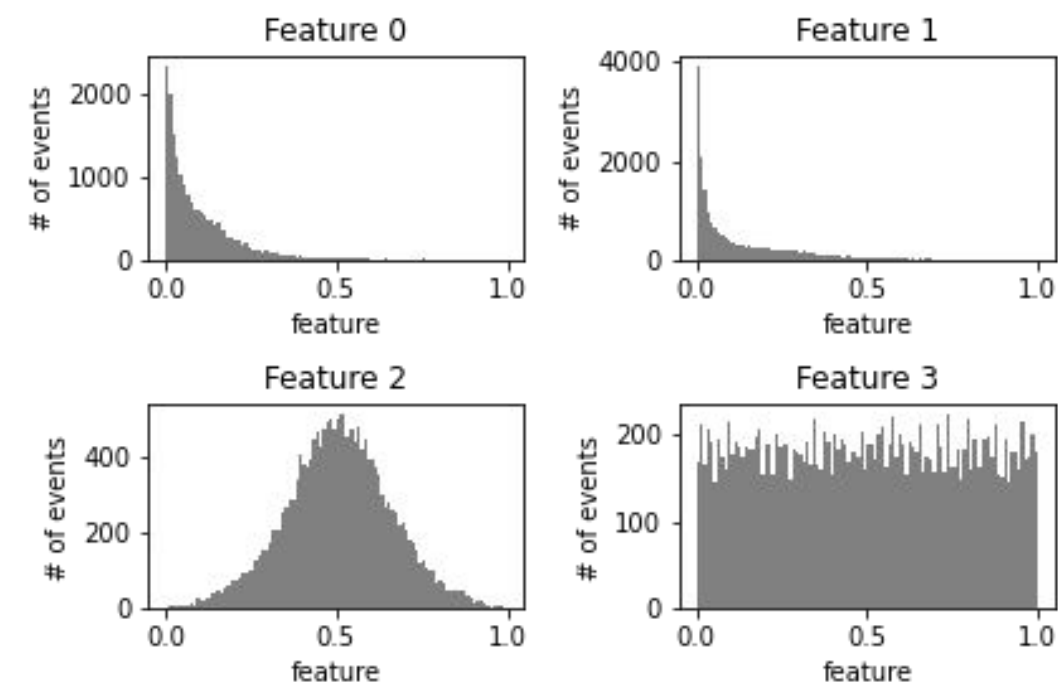 Feature 0
# of events
2000
1000
0
0.0 0.5 1.0
feature
Feature 1
# of events
4000
2000
0
0.0 0.5 1.0
feature
Feature 2
# of events
400
200
0
0.0 0.5 1.0
feature
Feature 3
# of events
200
100
0
0.0 0.5 1.0
feature